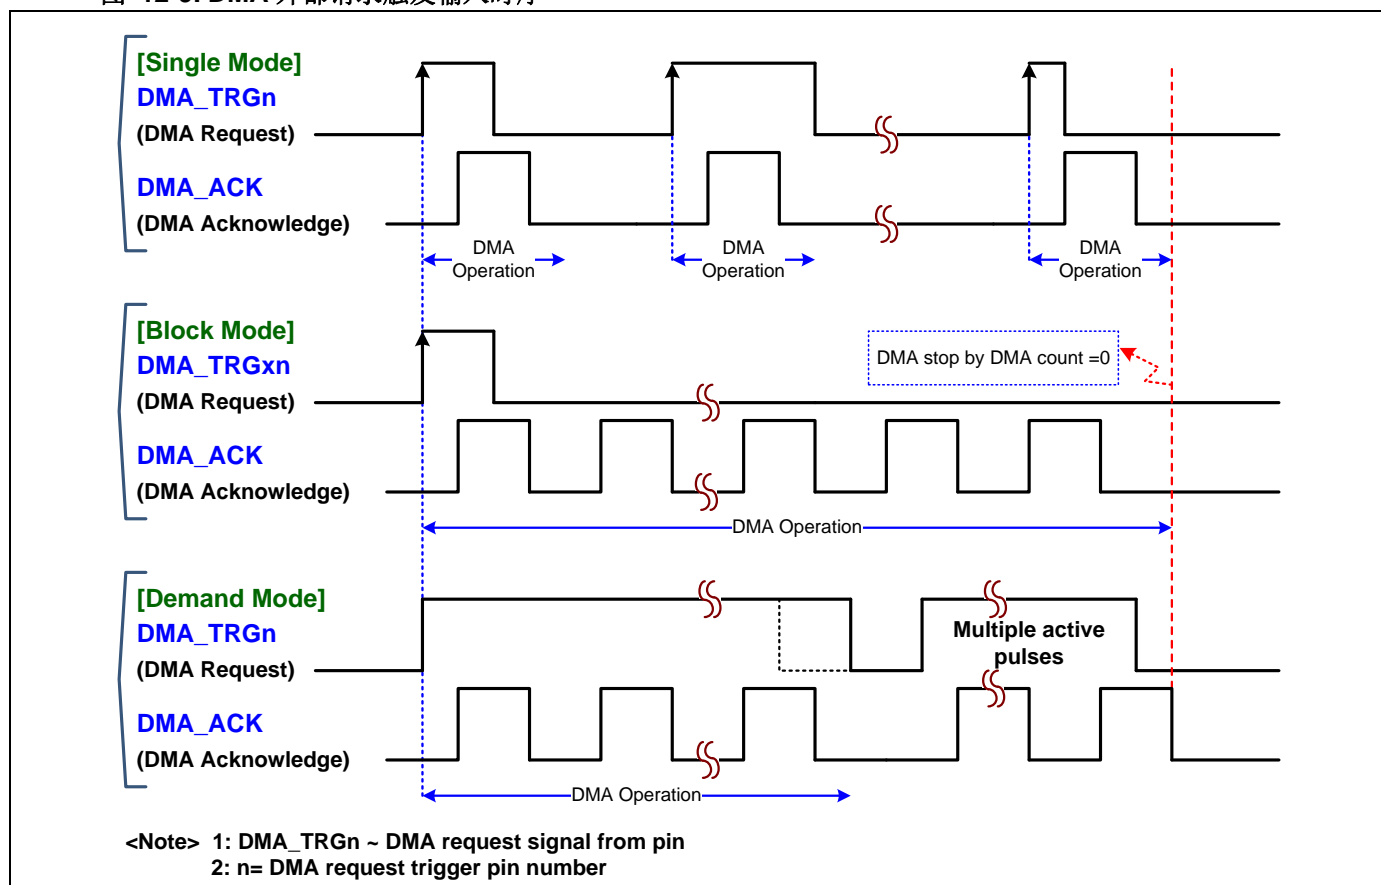 [Single Mode]
DMA_TRGn
(DMA Request)
DMA_ACK
(DMA Acknowledge)
DMA
Operation
DMA
Operation
DMA
Operation
[Block Mode]
DMA_TRGxn
(DMA Request)
DMA stop by DMA count =0
DMA_ACK
(DMA Acknowledge)
DMA Operation
[Demand Mode]
DMA_TRGn
(DMA Request)
Multiple active
pulses
DMA_ACK
(DMA Acknowledge)
DMA Operation
<Note> 1: DMA_TRGn ~ DMA request signal from pin
2: n= DMA request trigger pin number